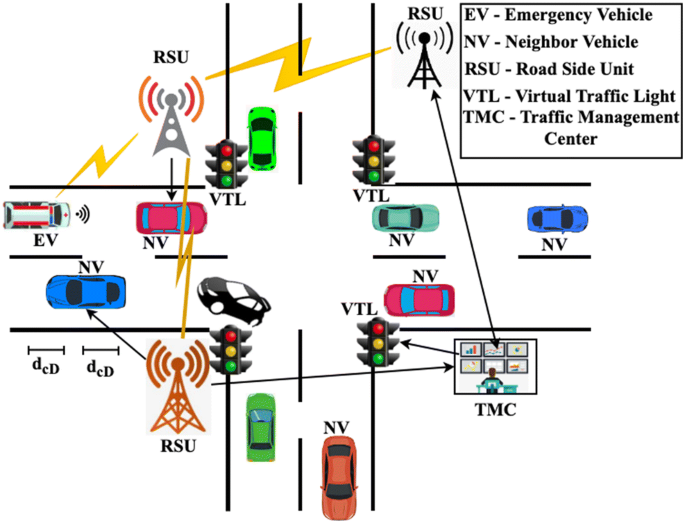 RSU
EV - Emergency Vehicle
NV - Neighbor Vehicle
RSU
RSU - Road Side Unit
VTL - Virtual Traffic Light
TMC - Traffic Management
Center
VTL
VTL
EV
NV
NV
NV
NV
NV
VTL
dcD
dcD
RSU
TMC
NV